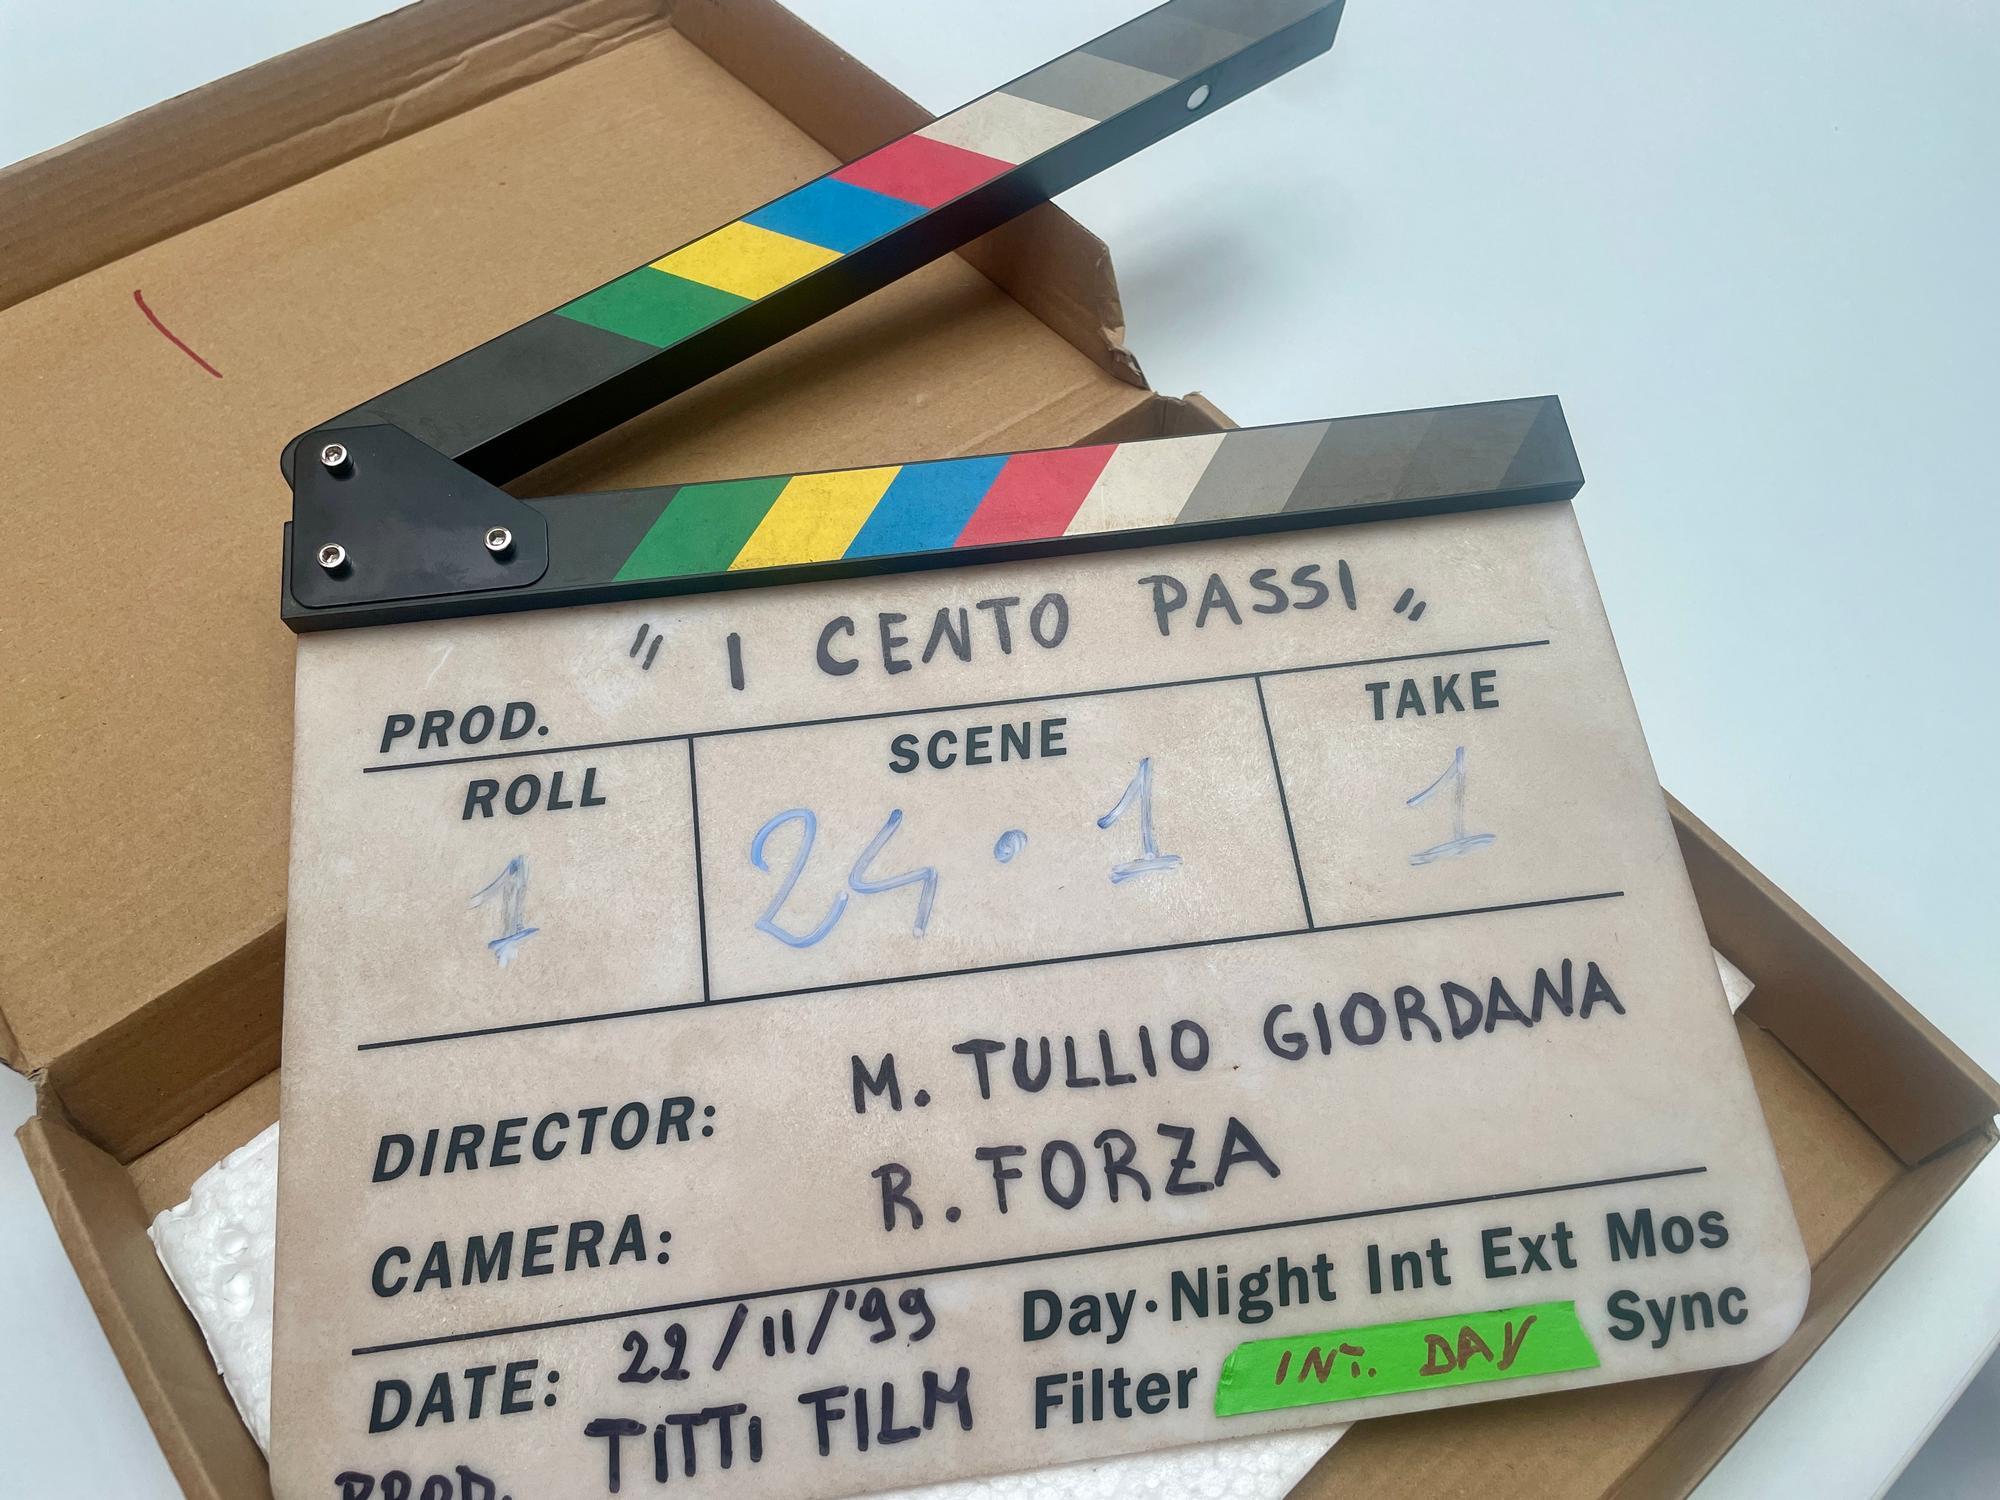 " I CENTO PASSI "
PROD.
ROLL SCENE TAKE
1 24 • 1 1
DIRECTOR: M. TULLIO GIORDANA
CAMERA: R. FORZA
DATE: 22/11/'99
Day•Night Int Ext Mos
Filter INT. DAY Sync
PROD. TITTI FILM